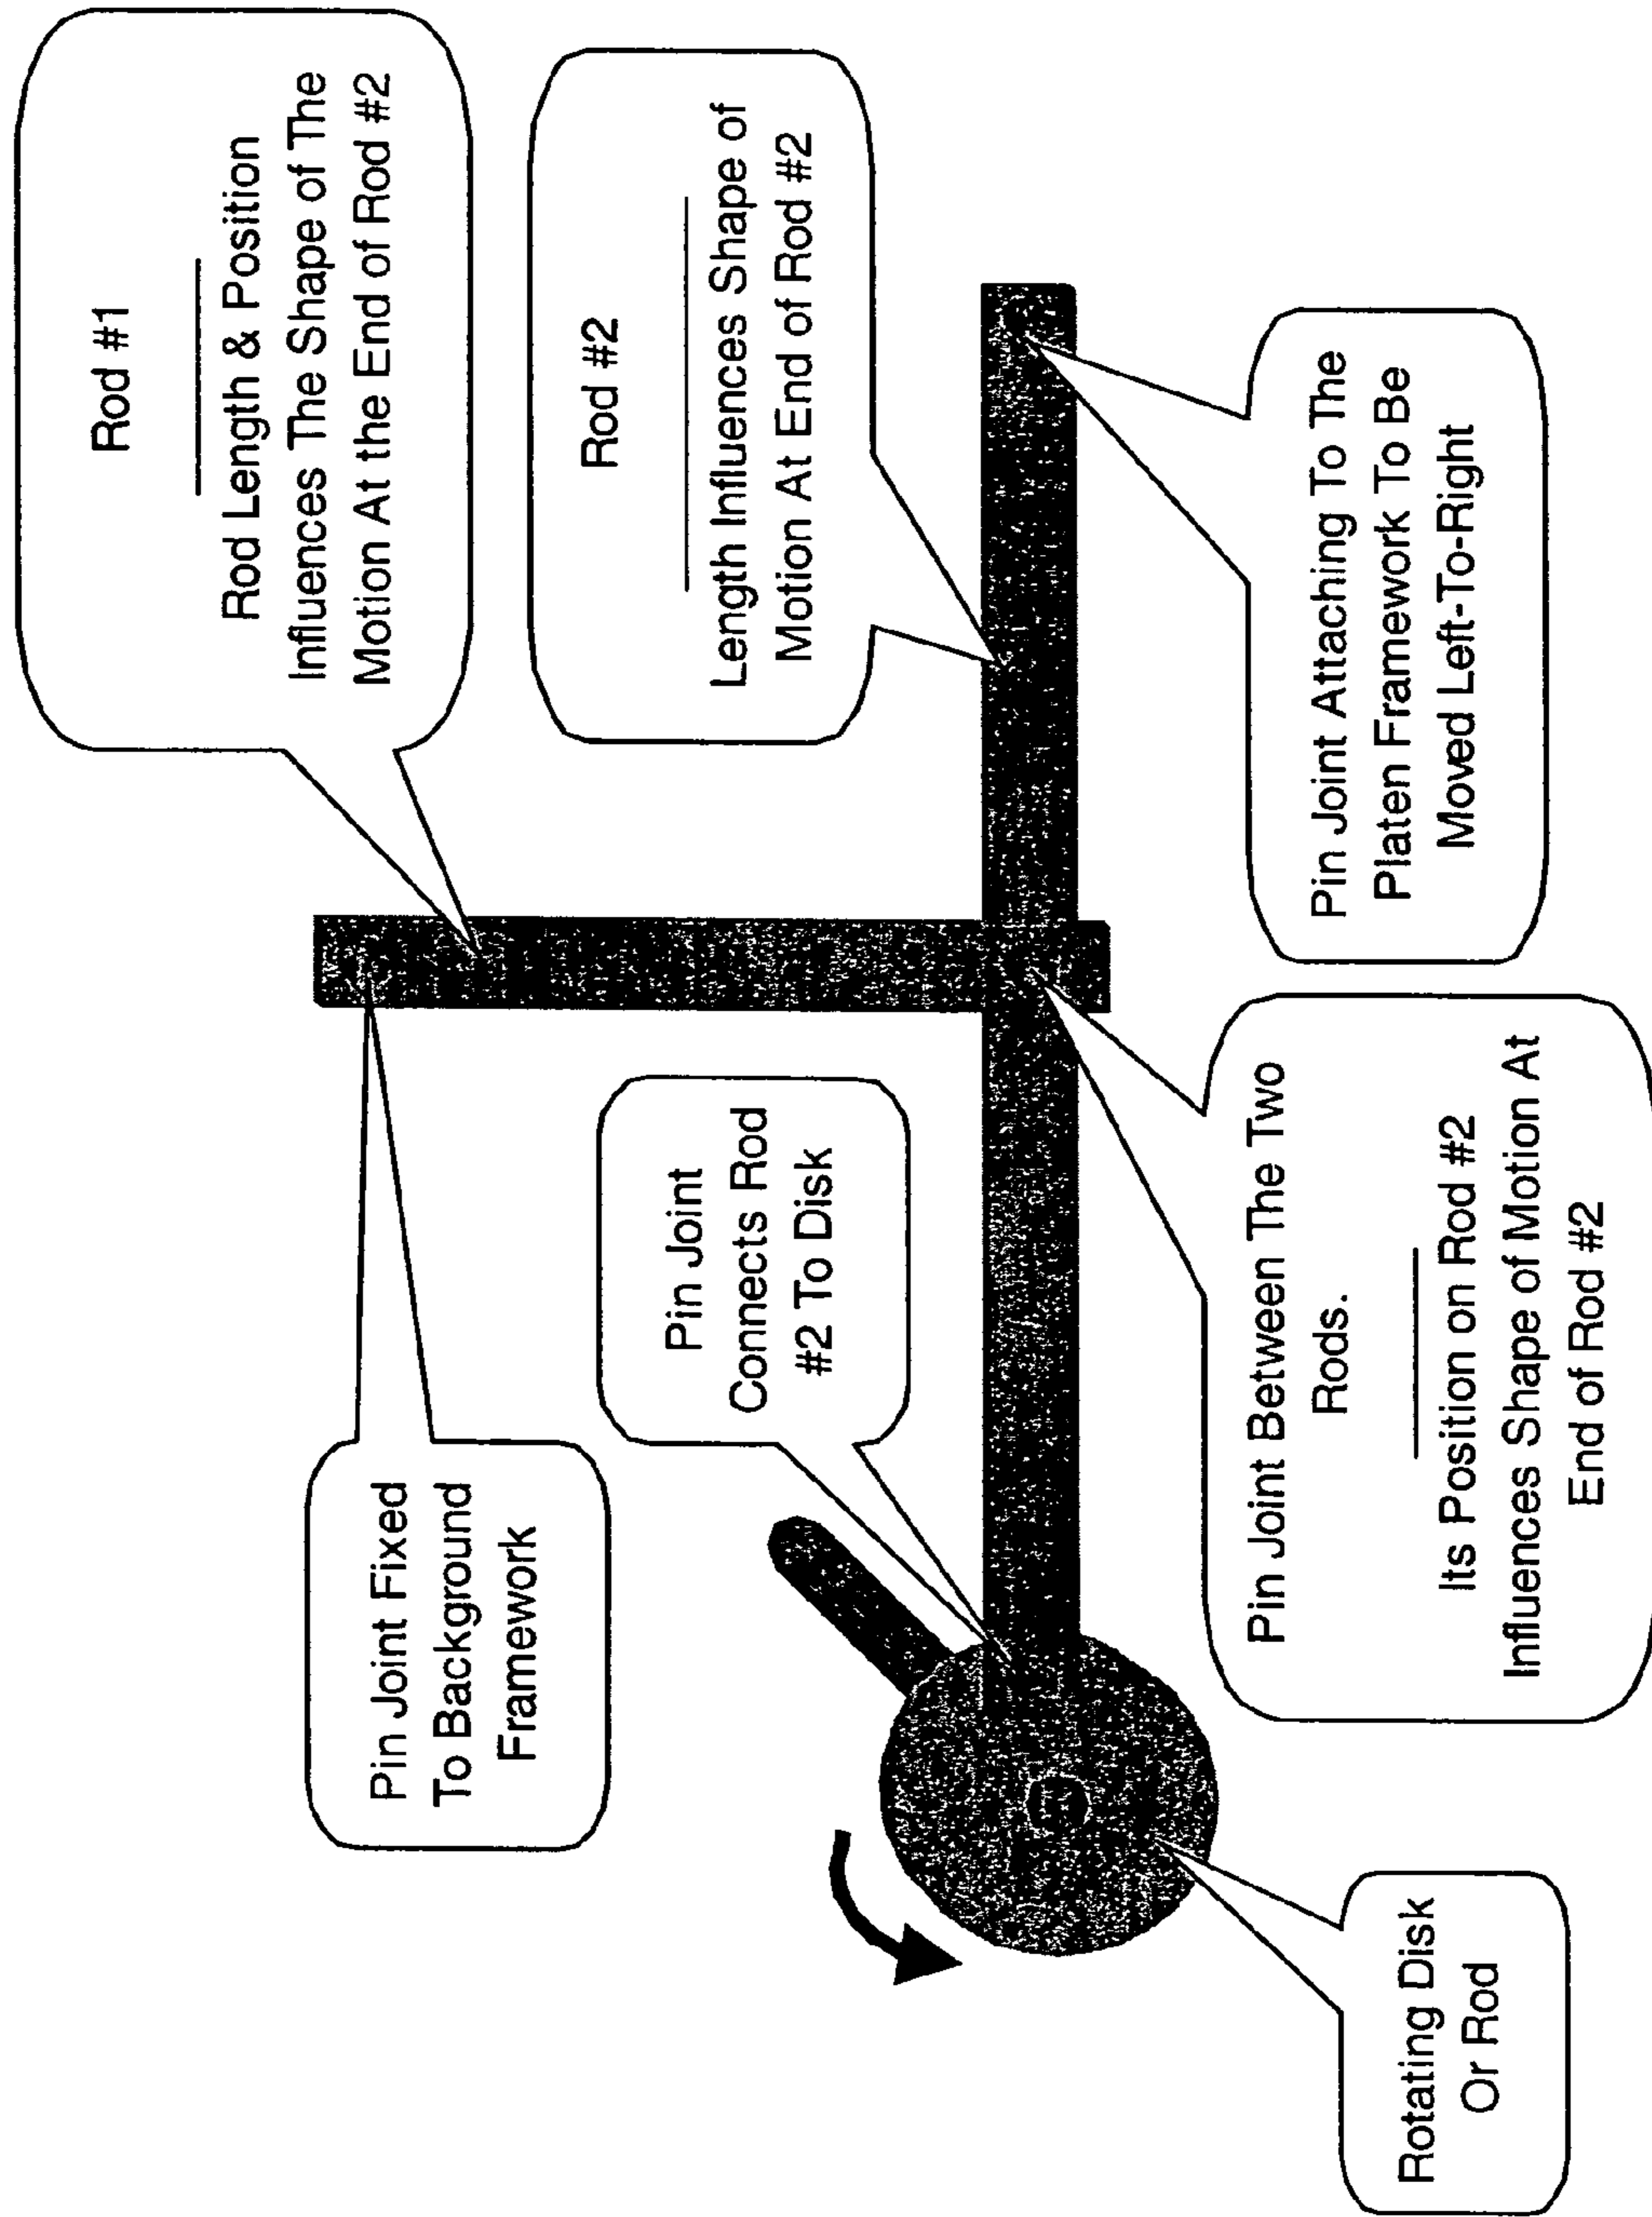 Rod #1
Rod Length & Position
Influences The Shape of The
Motion At the End of Rod #2
Rod #2
Length Influences Shape of
Motion At End of Rod #2
Pin Joint Fixed
To Background
Framework
Pin Joint
Connects Rod
#2 To Disk
Rotating Disk
Or Rod
Pin Joint Between The Two
Rods.
Its Position on Rod #2
Influences Shape of Motion At
End of Rod #2
Pin Joint Attaching To The
Platen Framework To Be
Moved Left-To-Right